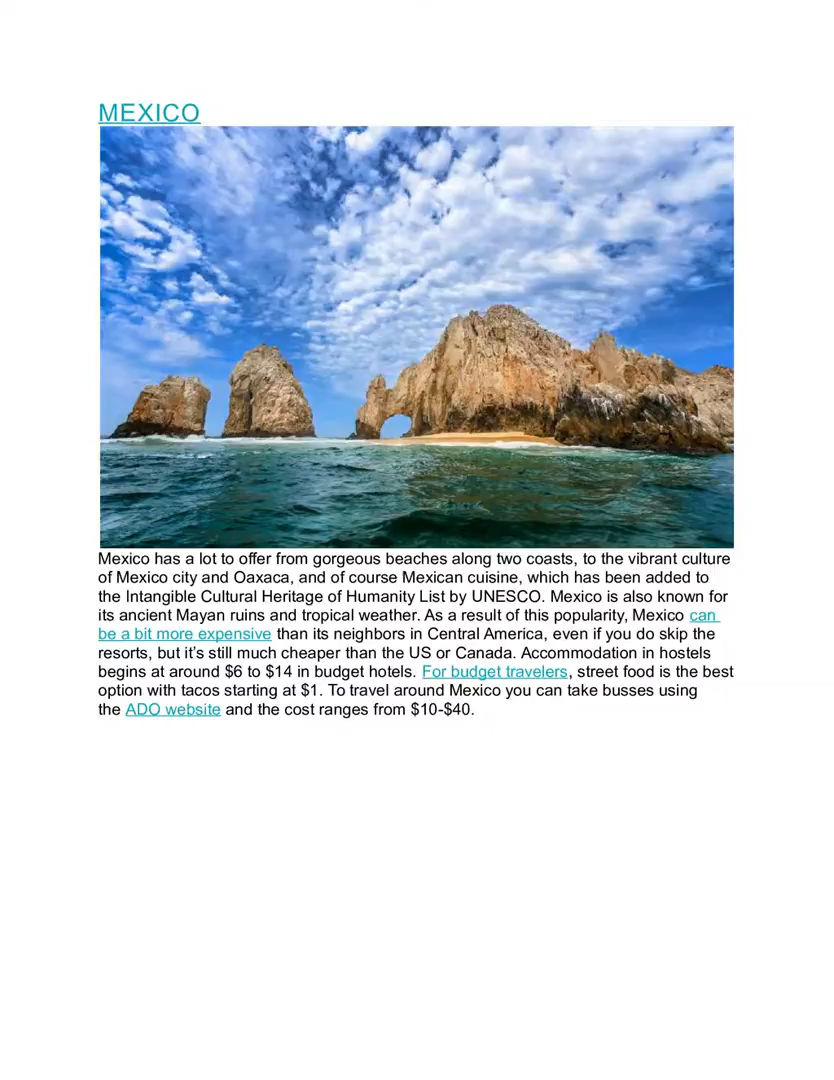 MEXICO
Mexico has a lot to offer from gorgeous beaches along two coasts, to the vibrant culture
of Mexico city and Oaxaca, and of course Mexican cuisine, which has been added to
the Intangible Cultural Heritage of Humanity List by UNESCO. Mexico is also known for
its ancient Mayan ruins and tropical weather. As a result of this popularity, Mexico can
be a bit more expensive than its neighbors in Central America, even if you do skip the
resorts, but it’s still much cheaper than the US or Canada. Accommodation in hostels
begins at around $6 to $14 in budget hotels. For budget travelers, street food is the best
option with tacos starting at $1. To travel around Mexico you can take busses using
the ADO website and the cost ranges from $10-$40.